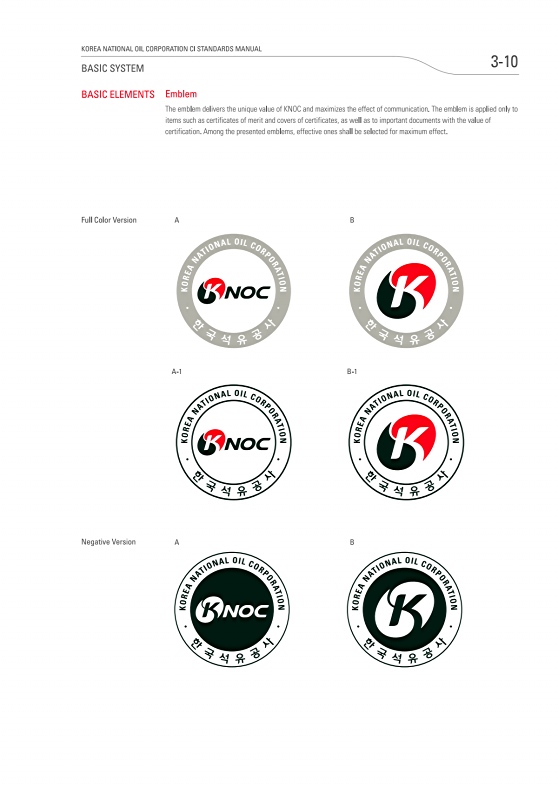 KOREA NATIONAL OIL CORPORATION CI STANDARDS MANUAL
3-10
BASIC SYSTEM
BASIC ELEMENTS Emblem
The emblem delivers the unique value of KNOC and maximizes the effect of communication. The emblem is applied only to
items such as certificates of merit and covers of certificates, as well as to important documents with the value of
certification. Among the presented emblems, effective ones shall be selected for maximum effect.
Full Color Version A B
KOREA NATIONAL OIL CORPORATION
KNOC
한국석유공사
KOREA NATIONAL OIL CORPORATION
K
한국석유공사
A-1 B-1
KOREA NATIONAL OIL CORPORATION
KNOC
한국석유공사
KOREA NATIONAL OIL CORPORATION
K
한국석유공사
Negative Version A B
KOREA NATIONAL OIL CORPORATION
KNOC
한국석유공사
KOREA NATIONAL OIL CORPORATION
K
한국석유공사